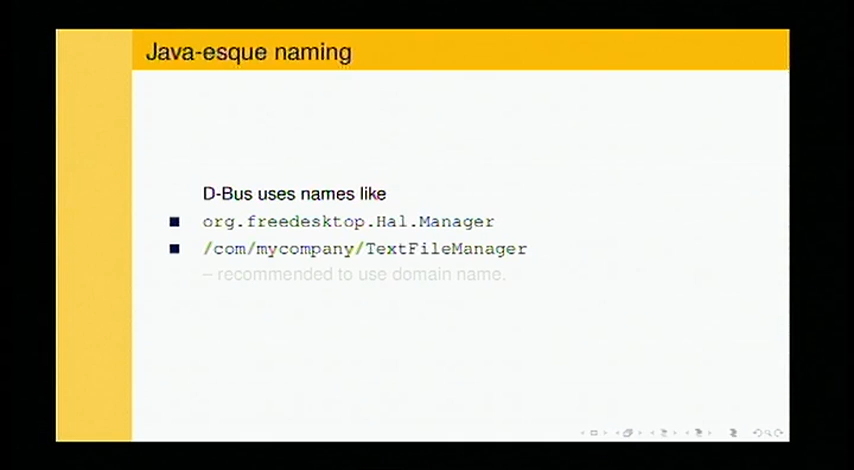 Java-esque naming
D-Bus uses names like
org.freedesktop.Hal.Manager
/com/mycompany/TextFileManager
– recommended to use domain name.